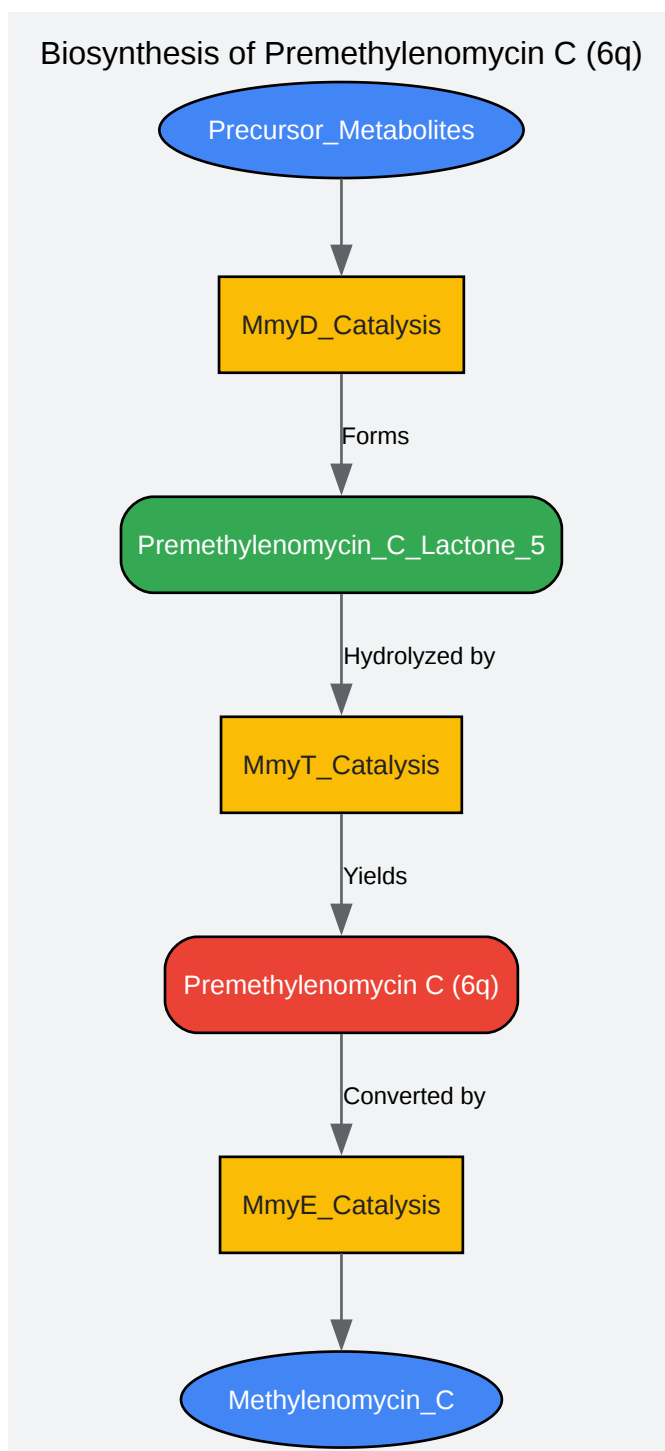 Biosynthesis of Premethylenomycin C (6q)
Precursor_Metabolites
MmyD_Catalysis
Forms
Premethylenomycin_C_Lactone_5
Hydrolyzed by
MmyT_Catalysis
Yields
Premethylenomycin C (6q)
Converted by
MmyE_Catalysis
Methylenomycin_C